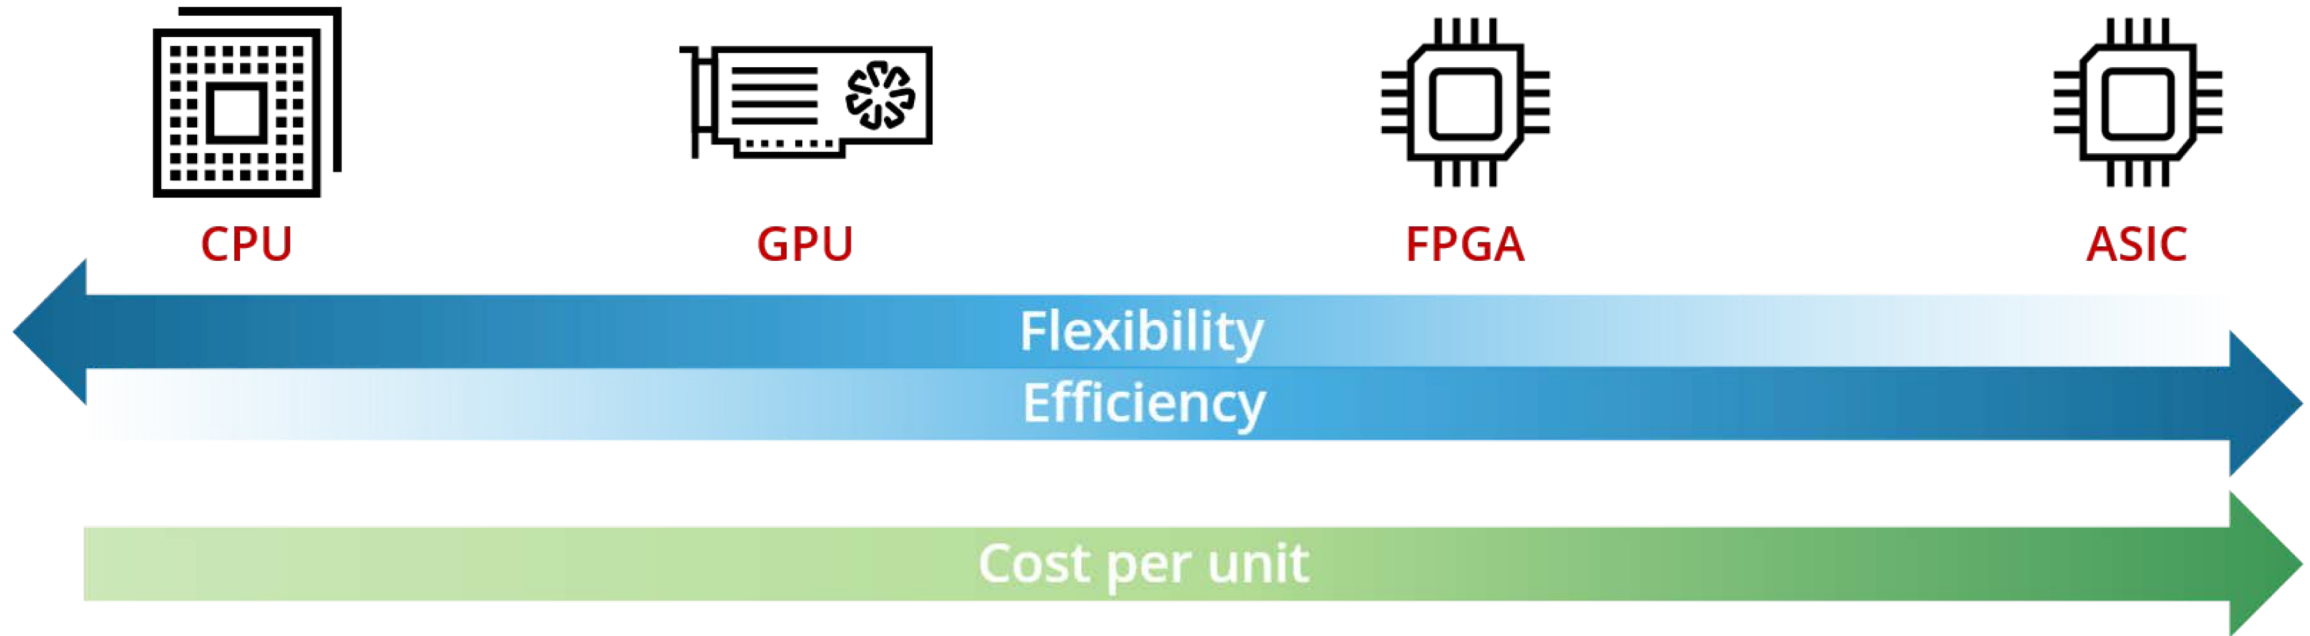 CPU
GPU
FPGA
ASIC
Flexibility
Efficiency
Cost per unit